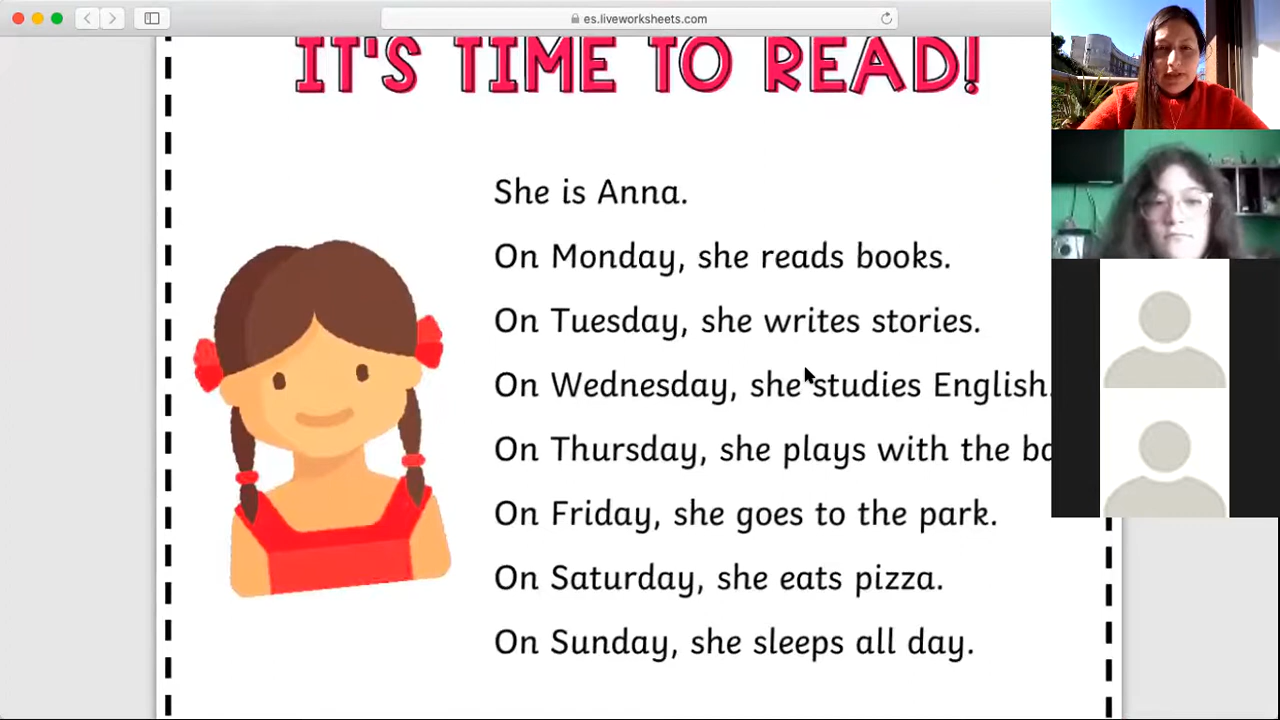 es.liveworksheets.com
IT'S TIME TO READ!
She is Anna.
On Monday, she reads books.
On Tuesday, she writes stories.
On Wednesday, she studies English.
On Thursday, she plays with the
On Friday, she goes to the park.
On Saturday, she eats pizza.
On Sunday, she sleeps all day.